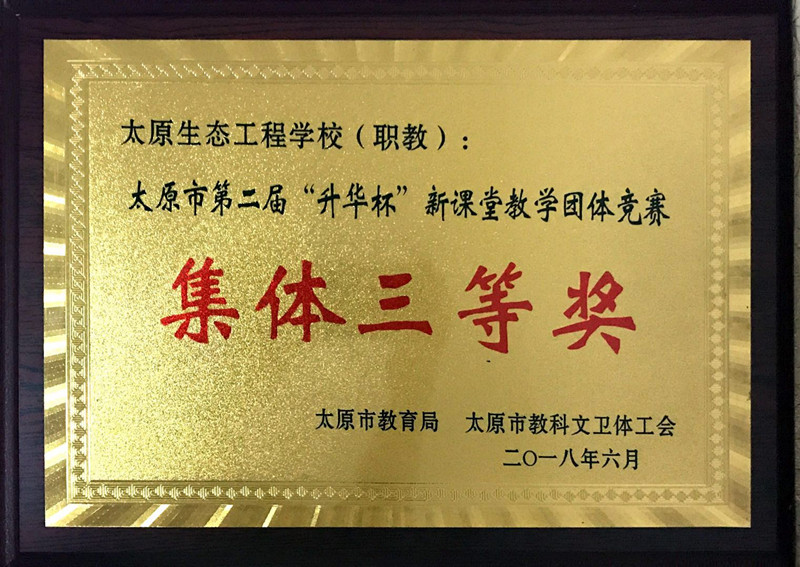 太原生态工程学校（职教）：
太原市第二届“升华杯”新课堂教学团体竞赛
集体三等奖
太原市教育局 太原市教科文卫体工会
二〇一八年六月